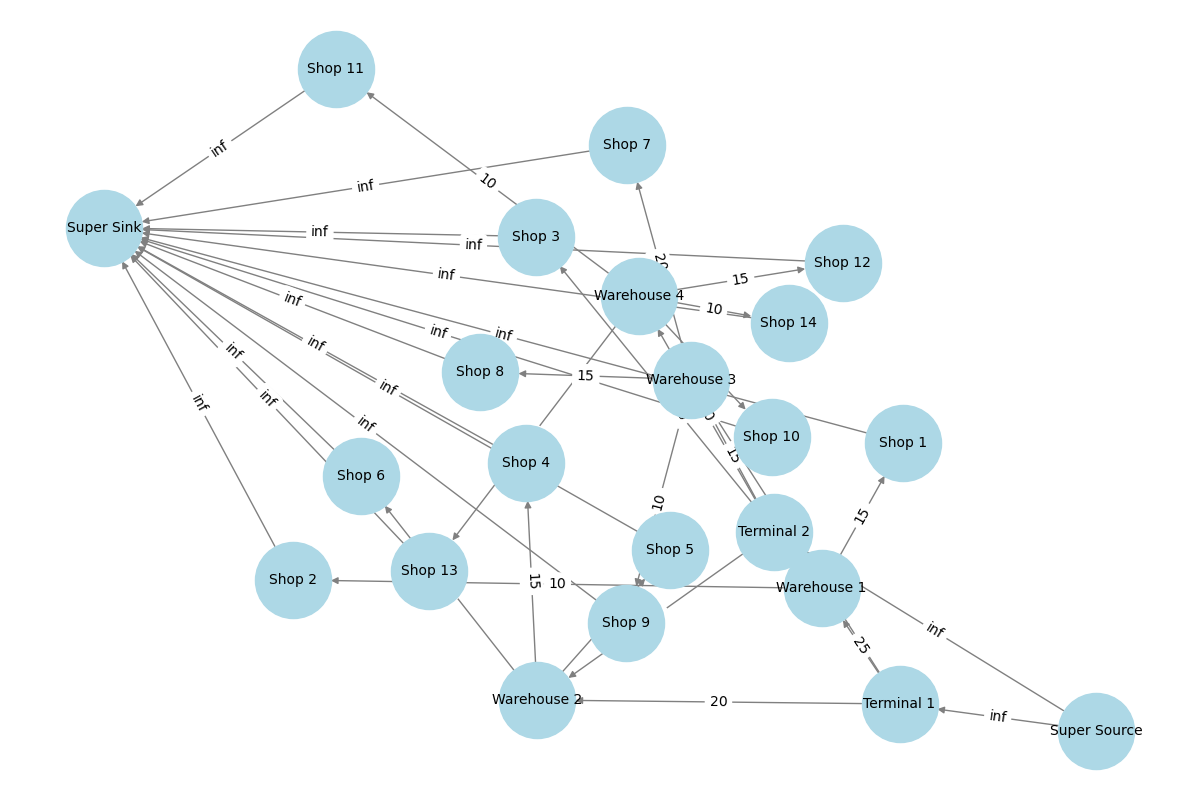 Shop 11
Shop 7
inf
10
inf
Super Sink
inf
inf
Shop 3
20
Shop 12
inf
15
Warehouse 4
inf
10
Shop 14
inf
inf
inf
inf
Shop 8
15
Warehouse 3
inf
inf
inf
inf
15
Shop 10
Shop 1
Shop 4
Shop 6
10
15
Shop 5
Terminal 2
Shop 2
Shop 13
15
10
Warehouse 1
Shop 9
inf
25
Warehouse 2
20
Terminal 1
inf
Super Source